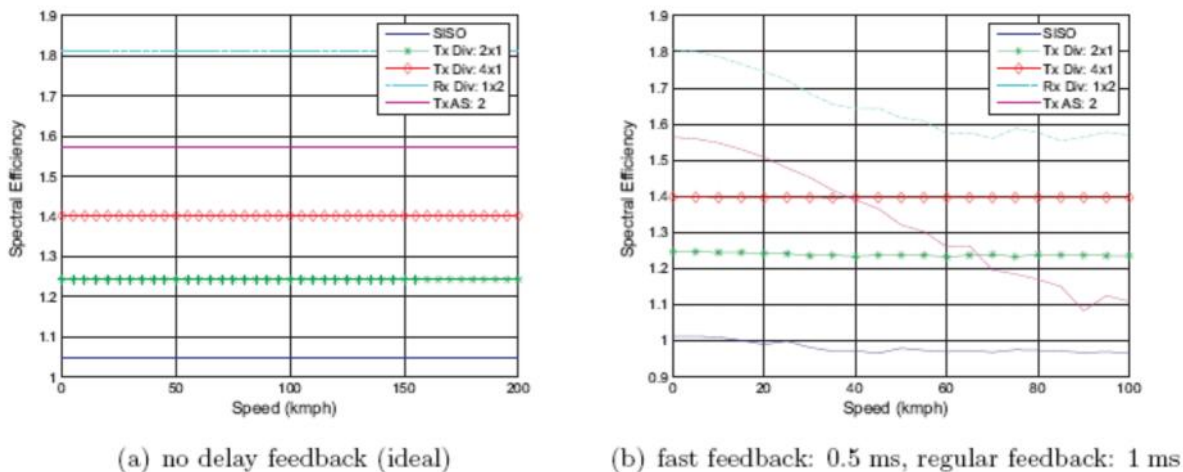 1.9
1.8
1.7
1.6
1.5
1.4
1.3
1.2
1.1
1
Spectral Efficiency
0
50
100
150
200
Speed (kmph)
SISO
Tx Div: 2x1
Tx Div: 4x1
Rx Div: 1x2
TxAS: 2
(a) no delay feedback (ideal)
1.9
1.8
1.7
1.6
1.5
1.4
1.3
1.2
1.1
1
0.9
Spectral Efficiency
0
20
40
60
80
100
Speed (kmph)
SISO
Tx Div: 2x1
Tx Div: 4x1
Rx Div: 1x2
TxAS: 2
(b) fast feedback: 0.5 ms, regular feedback: 1 ms